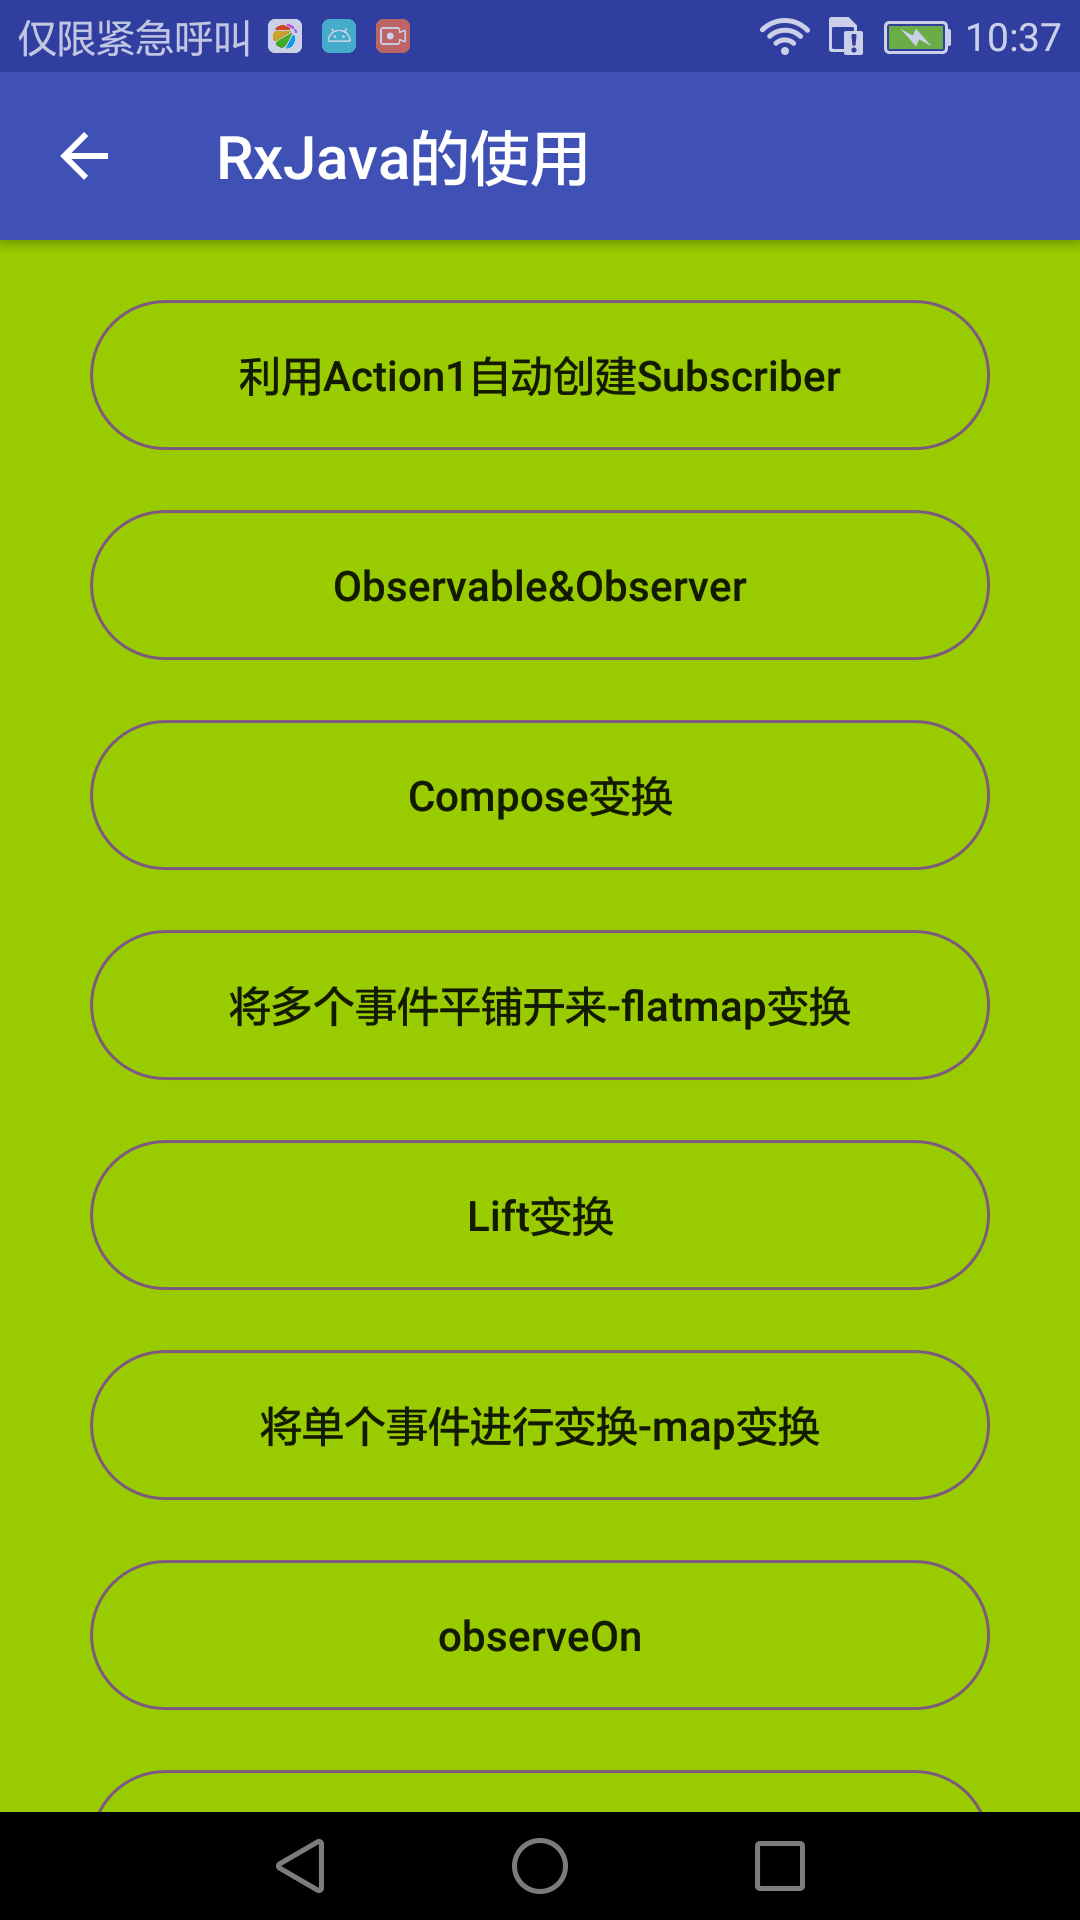 仅限紧急呼叫 10:37
RxJava的使用
利用Action1自动创建Subscriber
Observable&Observer
Compose变换
将多个事件平铺开来-flatmap变换
Lift变换
将单个事件进行变换-map变换
observeOn